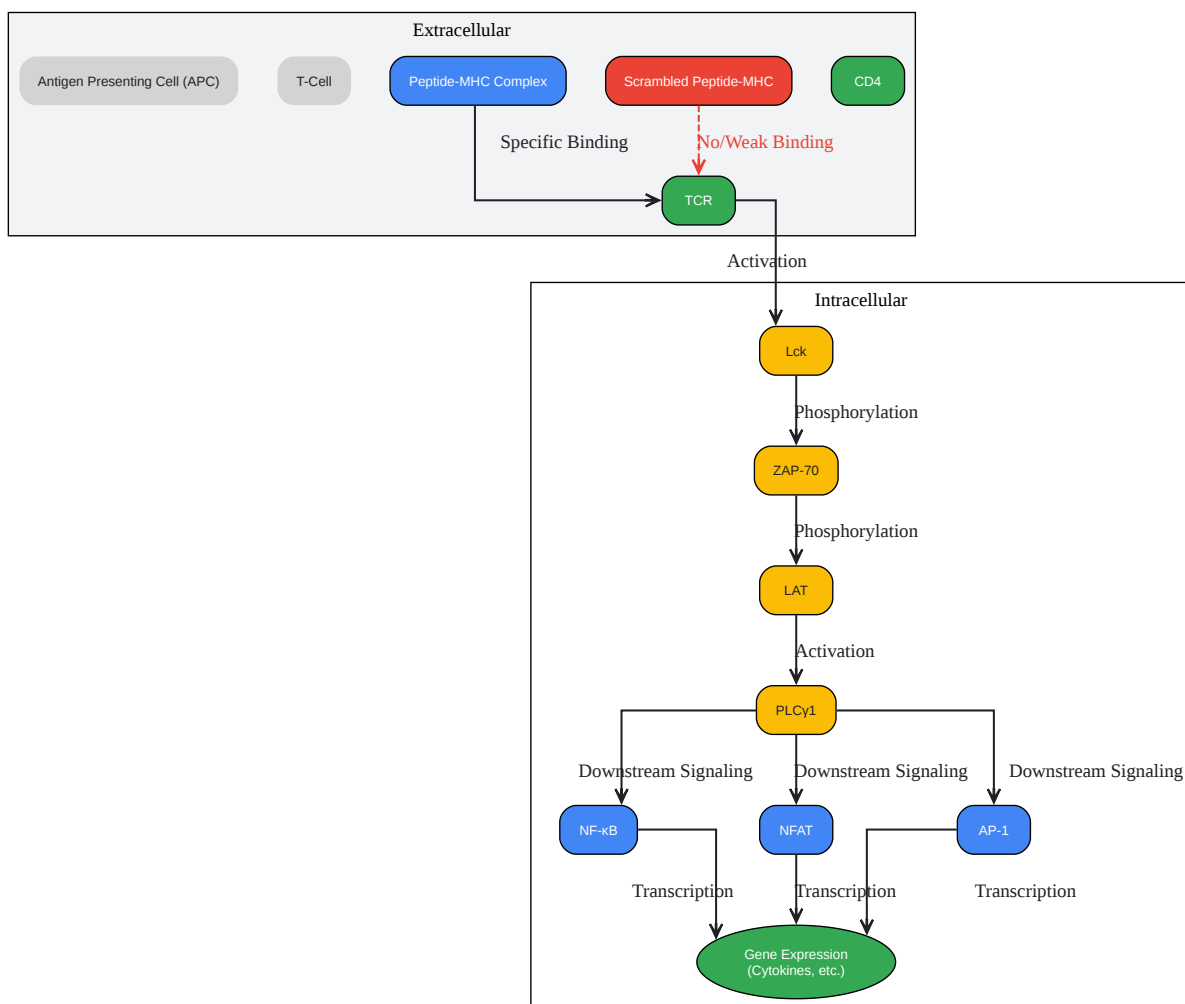 Extracellular
Antigen Presenting Cell (APC)
T-Cell
Peptide-MHC Complex
Scrambled Peptide-MHC
CD4
Specific Binding
No/Weak Binding
TCR
Activation
Intracellular
Lck
Phosphorylation
ZAP-70
Phosphorylation
LAT
Activation
PLCγ1
Downstream Signaling
Downstream Signaling
Downstream Signaling
NF-κB
NFAT
AP-1
Transcription
Transcription
Transcription
Gene Expression
(Cytokines, etc.)